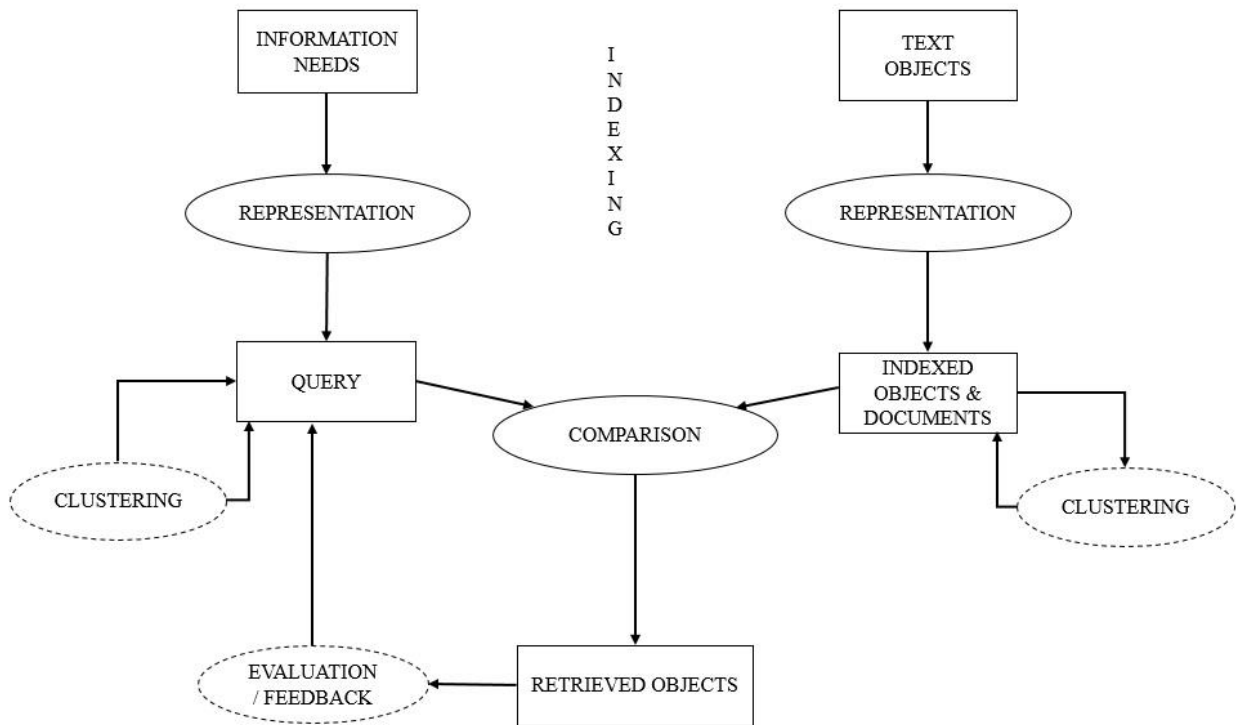 INFORMATION
NEEDS
I
N
D
E
X
I
N
G
TEXT
OBJECTS
REPRESENTATION
REPRESENTATION
QUERY
INDEXED
OBJECTS &
DOCUMENTS
COMPARISON
CLUSTERING
CLUSTERING
EVALUATION
/ FEEDBACK
RETRIEVED OBJECTS